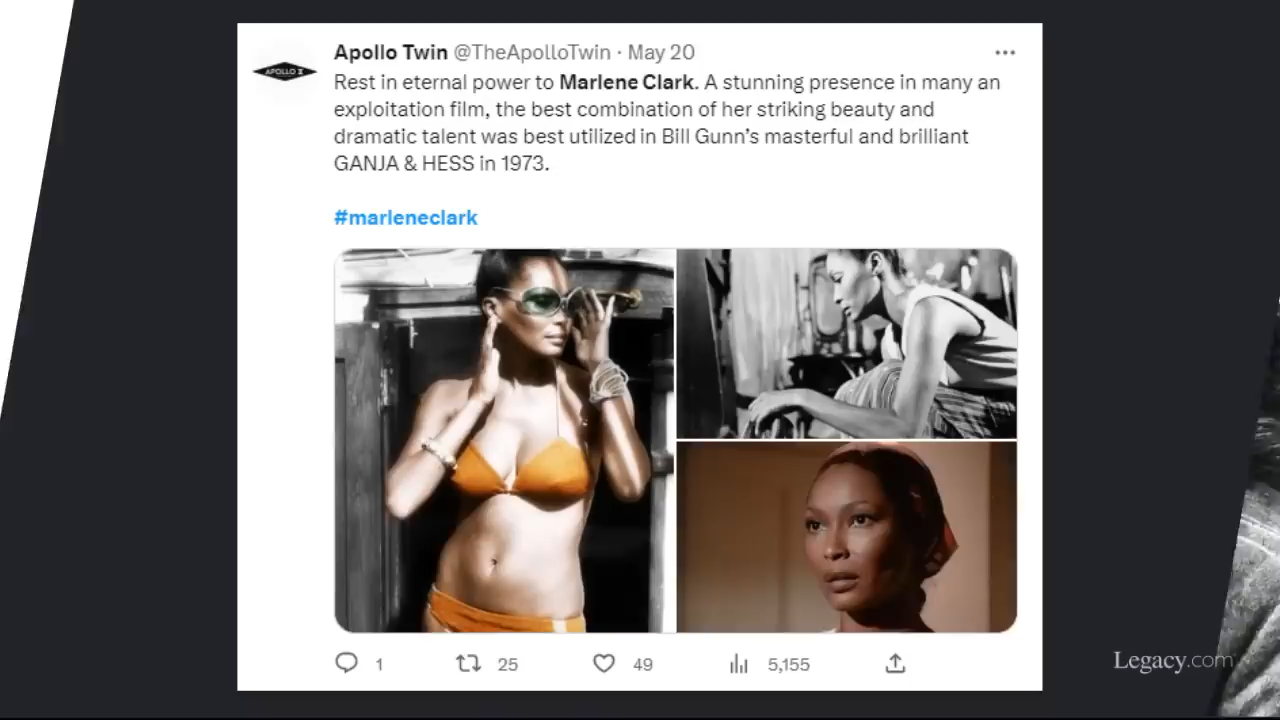 Apollo Twin @TheApolloTwin · May 20
APOLLO II
Rest in eternal power to Marlene Clark. A stunning presence in many an
exploitation film, the best combination of her striking beauty and
dramatic talent was best utilized in Bill Gunn’s masterful and brilliant
GANJA & HESS in 1973.
#marleneclark
1 25 49 5,155
Legacy.com